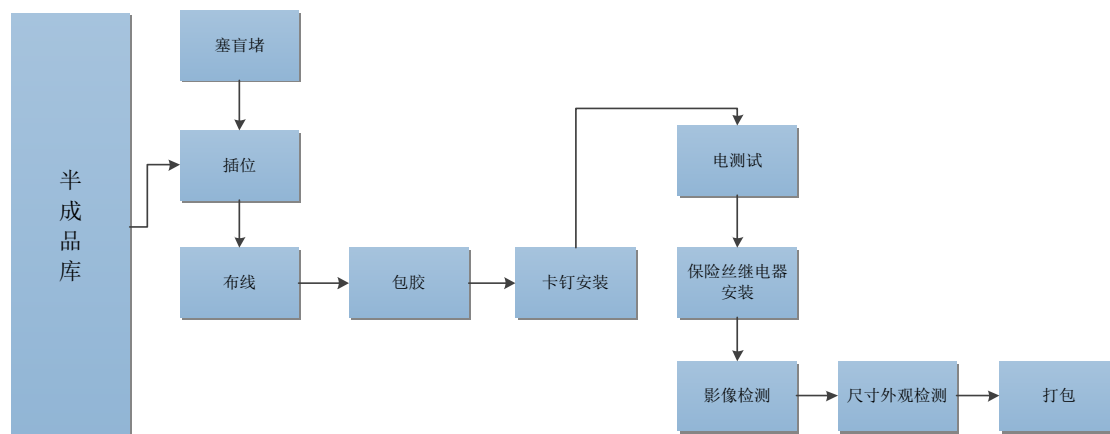 半成品库
塞盲堵
插位
布线
包胶
卡钉安装
电测试
保险丝继电器
安装
影像检测
尺寸外观检测
打包